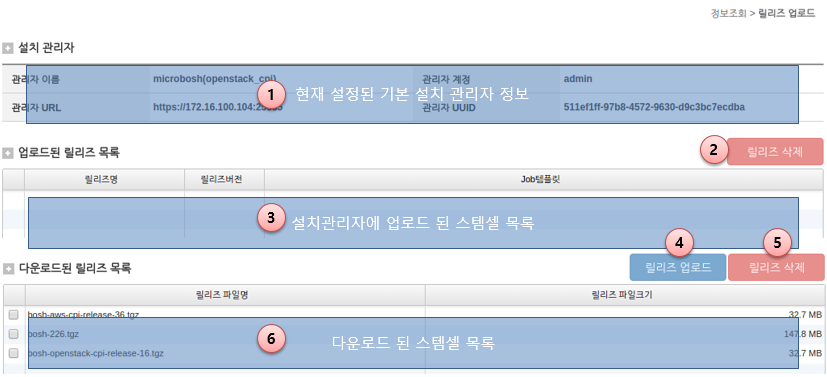 정보조회 > 릴리즈 업로드
설치 관리자
관리자 이름 microbosh(openstack_cpi) 관리자 계정 admin
1 현재 설정된 기본 설치 관리자 정보
관리자 URL https://172.16.100.104:25555 관리자 UUID 511ef1ff-97b8-4572-9630-d9c3bc7ecdba
업로드된 릴리즈 목록 2 릴리즈 삭제
릴리즈명 릴리즈버전 Job템플릿
3 설치관리자에 업로드 된 스템셀 목록
4 5
다운로드된 릴리즈 목록 릴리즈 업로드 릴리즈 삭제
릴리즈 파일명 릴리즈 파일크기
bosh-aws-cpi-release-36.tgz 32.7 MB
bosh-226.tgz 147.8 MB
6 다운로드 된 스템셀 목록
bosh-openstack-cpi-release-16.tgz 32.7 MB